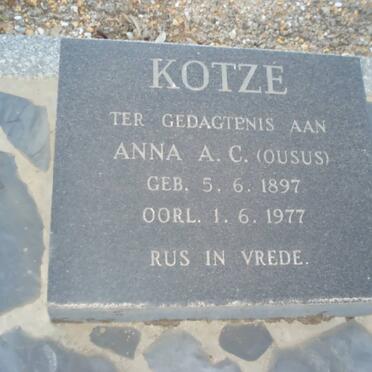 KOTZE
TER GEDAGTENIS AAN
ANNA A. C. (OUSUS)
GEB. 5. 6. 1897
OORL. 1. 6. 1977
RUS IN VREDE.